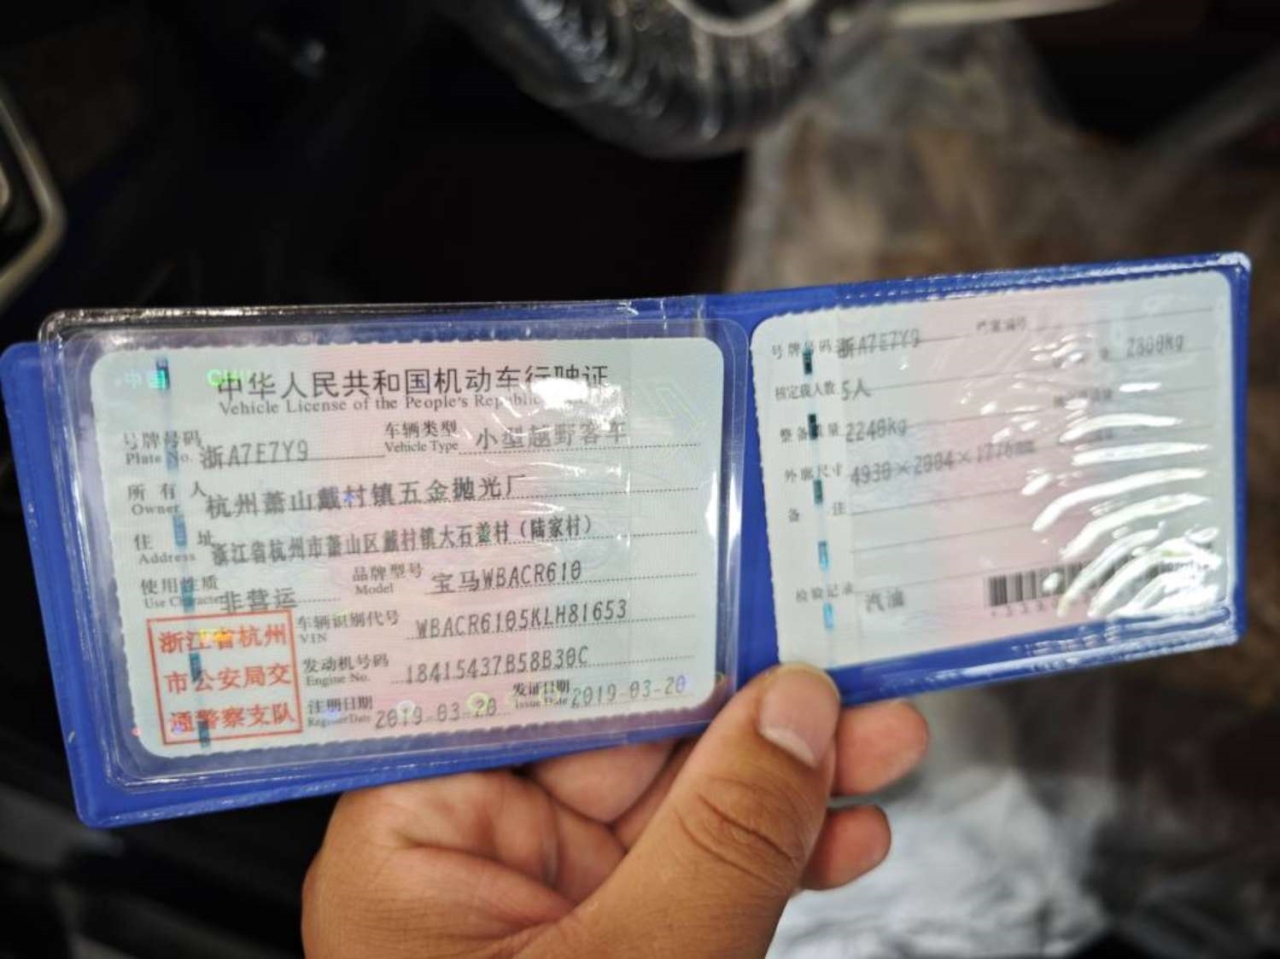 中国 CHINA
中华人民共和国机动车行驶证
Vehicle License of the People's Republic
号牌号码 浙A7E7Y9 车辆类型 小型越野客车
Plate No. Vehicle Type
所有人 杭州萧山戴村镇五金抛光厂
Owner
住址 浙江省杭州市萧山区戴村镇大石盖村(陆家村)
Address
使用性质 非营运 品牌型号 宝马WBACR610
Use Character Model
浙江省杭州
市公安局交
通警察支队
车辆识别代号 WBACR6105KLH81653
VIN
发动机号码 18415437B58B30C
Engine No.
注册日期 2019-03-20 发证日期 2019-03-20
Register Date Issue Date
号牌号码 浙A7E7Y9 档案编号
核定载人数 5人 2800kg
整备质量 2240kg
外廓尺寸 4930×2004×1776mm
备注
检验记录 汽油